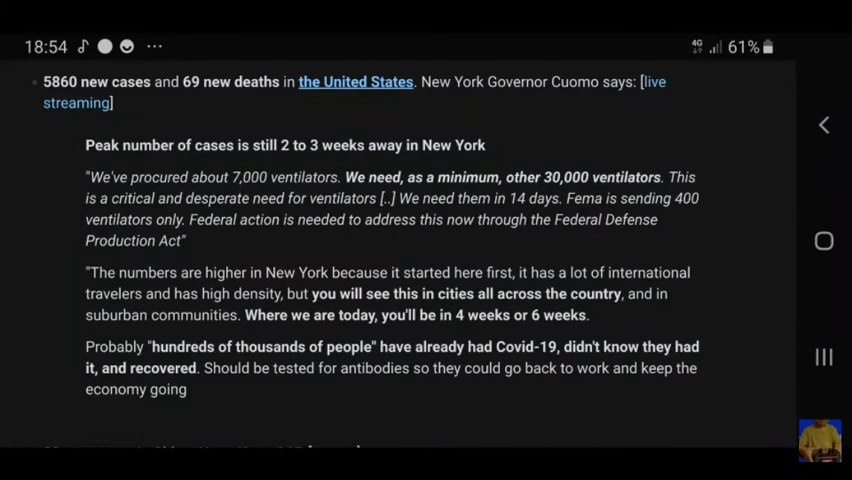 18:54
4G 61%
5860 new cases and 69 new deaths in the United States. New York Governor Cuomo says: [live
streaming]
Peak number of cases is still 2 to 3 weeks away in New York
"We've procured about 7,000 ventilators. We need, as a minimum, other 30,000 ventilators. This
is a critical and desperate need for ventilators [..] We need them in 14 days. Fema is sending 400
ventilators only. Federal action is needed to address this now through the Federal Defense
Production Act"
"The numbers are higher in New York because it started here first, it has a lot of international
travelers and has high density, but you will see this in cities all across the country, and in
suburban communities. Where we are today, you'll be in 4 weeks or 6 weeks.
Probably "hundreds of thousands of people" have already had Covid-19, didn't know they had
it, and recovered. Should be tested for antibodies so they could go back to work and keep the
economy going